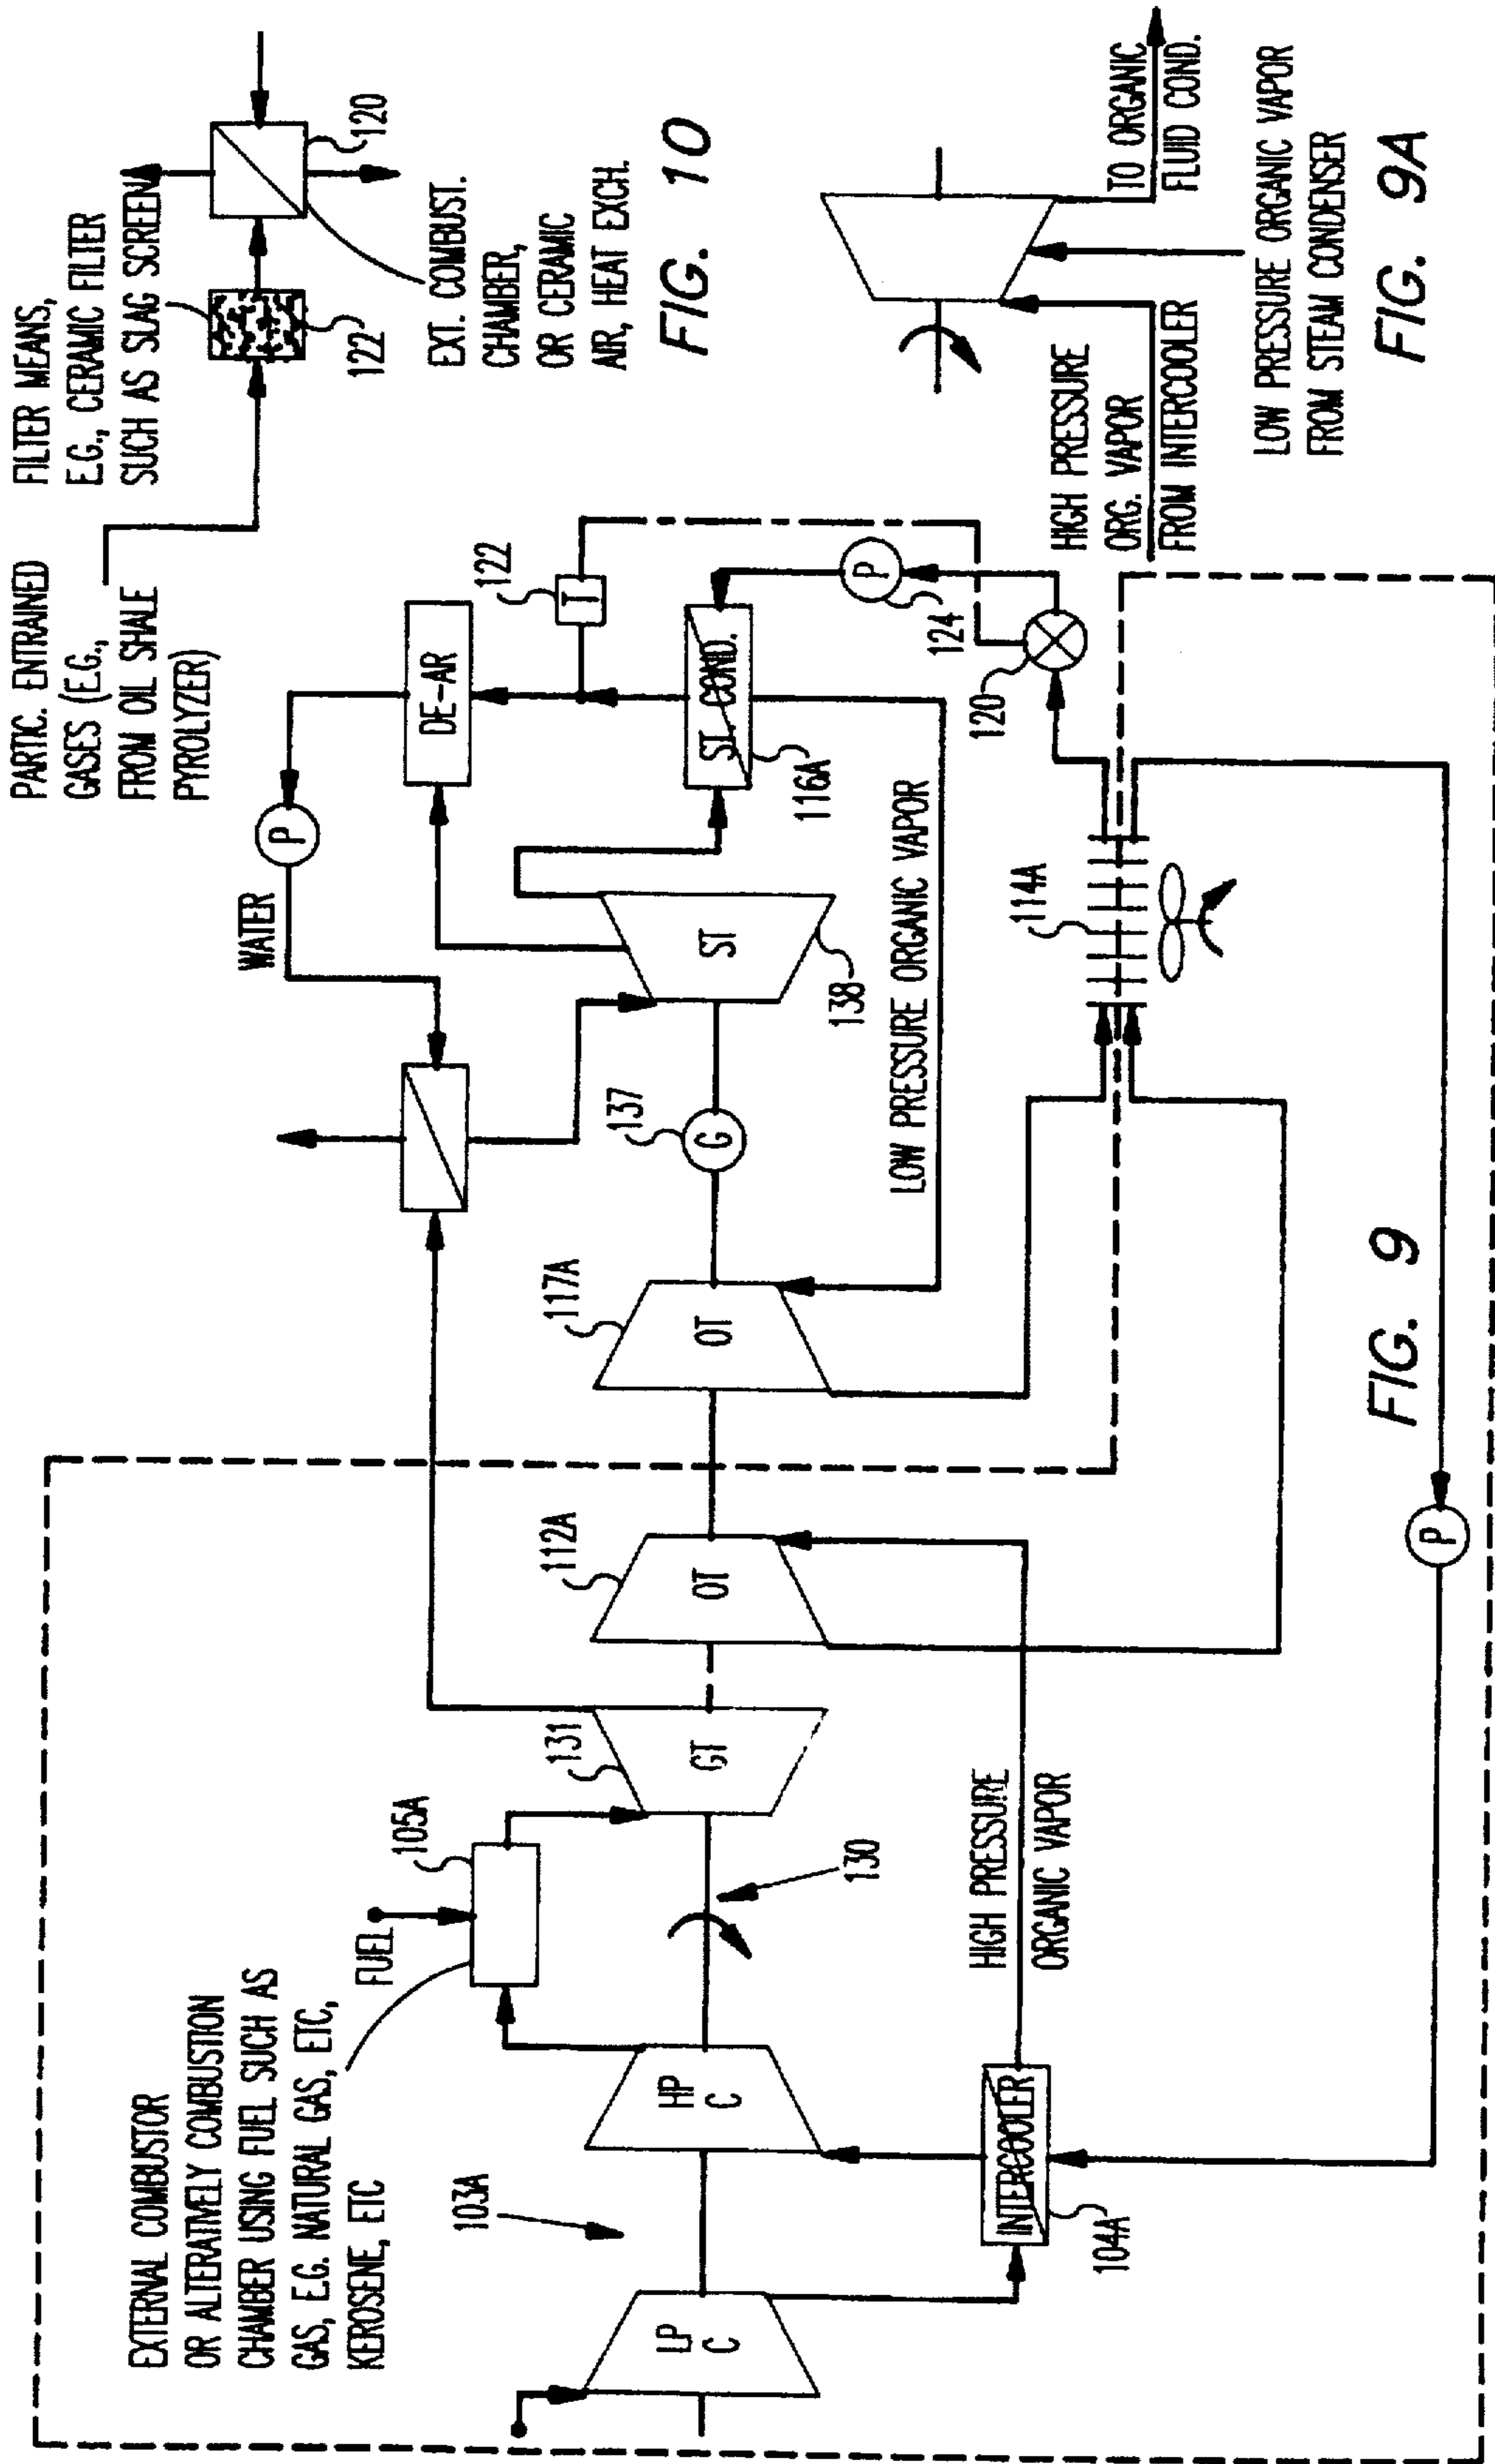 PARTIC. ENTRAINED
GASES (E.G.,
FROM OIL SHALE
PYROLYZER)
FILTER MEANS,
E.G., CERAMIC FILTER
SUCH AS SLAG SCREEN
122
120
EXT. COMBUST.
CHAMBER,
OR CERAMIC
AIR, HEAT EXCH.
FIG. 10
HIGH PRESSURE
ORG. VAPOR
FROM INTERCOOLER
TO ORGANIC
FLUID COND.
LOW PRESSURE ORGANIC VAPOR
FROM STEAM CONDENSER
FIG. 9A
EXTERNAL COMBUSTOR
OR ALTERATIVELY COMBUSTION
CHAMBER USING FUEL SUCH AS
GAS, E.G. NATURAL GAS, ETC,
KEROSENE, ETC
FUEL
105A
103A
LP
C
HP
C
130
131
GT
INTERCOOLER
104A
HIGH PRESSURE
ORGANIC VAPOR
112A
OT
117A
OT
137
G
138
ST
WATER
P
DE-AR
122
T
ST. COND.
116A
P
124
120
LOW PRESSURE ORGANIC VAPOR
114A
P
FIG. 9